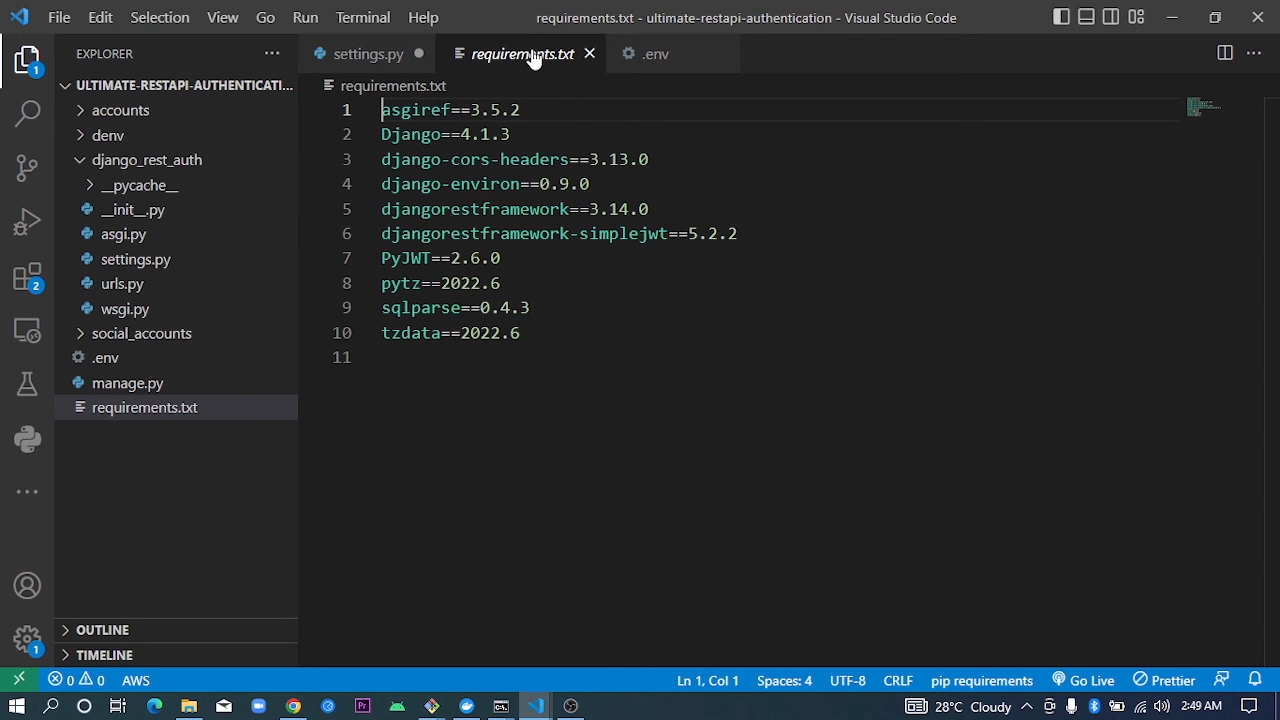 File Edit Selection View Go Run Terminal Help
requirements.txt - ultimate-restapi-authentication - Visual Studio Code
EXPLORER
settings.py
requirements.txt
.env
ULTIMATE-RESTAPI-AUTHENTICATI...
requirements.txt
accounts
denv
django_rest_auth
__pycache__
__init__.py
asgi.py
settings.py
urls.py
wsgi.py
social_accounts
.env
manage.py
requirements.txt
1 asgiref==3.5.2
2 Django==4.1.3
3 django-cors-headers==3.13.0
4 django-environ==0.9.0
5 djangorestframework==3.14.0
6 djangorestframework-simplejwt==5.2.2
7 PyJWT==2.6.0
8 pytz==2022.6
9 sqlparse==0.4.3
10 tzdata==2022.6
11
1
2
1
OUTLINE
TIMELINE
0 0 AWS
Ln 1, Col 1 Spaces: 4 UTF-8 CRLF pip requirements Go Live Prettier
Pr
28°C Cloudy
2:49 AM